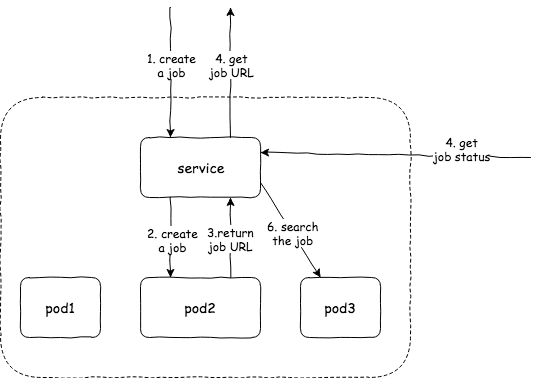 1. create
a job
4. get
job URL
4. get
job status
service
2. create
a job
3.return
job URL
6. search
the job
pod1
pod2
pod3